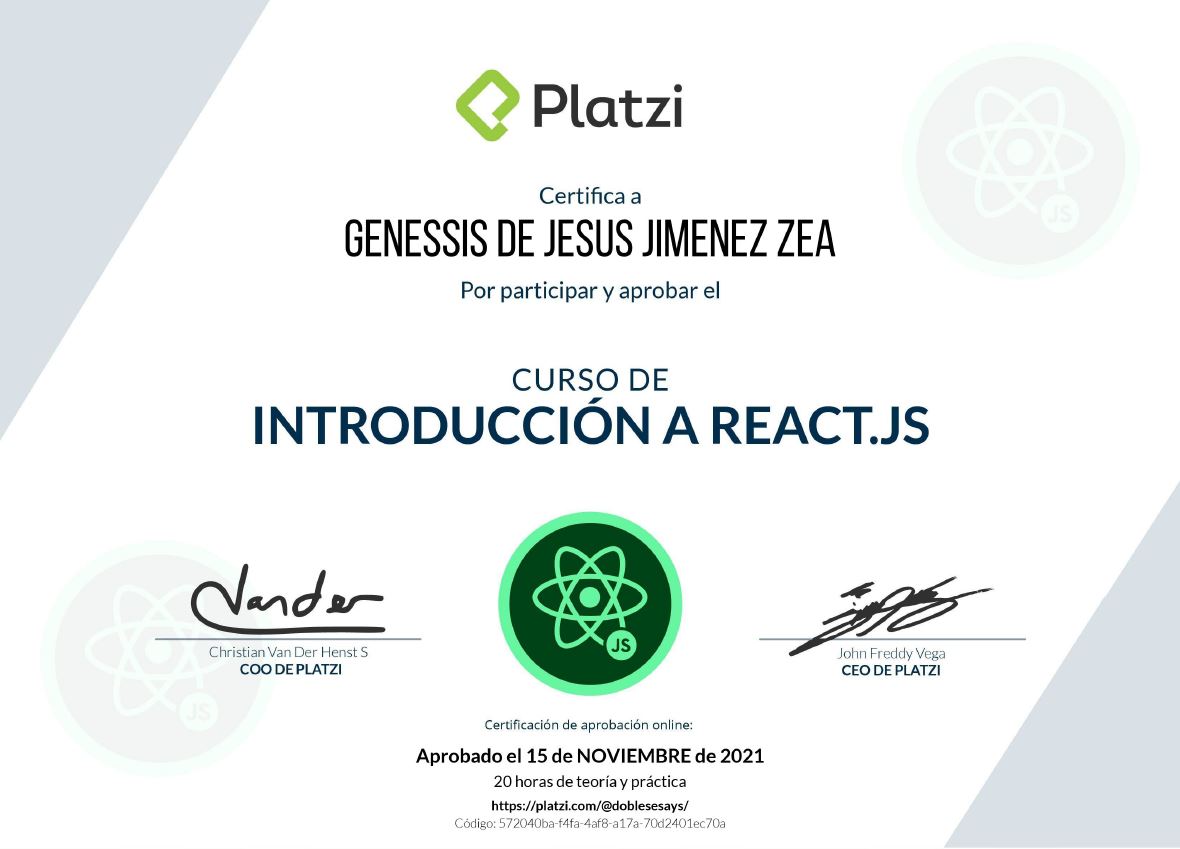 Platzi
Certifica a
GENESSIS DE JESUS JIMENEZ ZEA
Por participar y aprobar el
CURSO DE
INTRODUCCIÓN A REACT.JS
JS
Vander
Christian Van Der Henst S
COO DE PLATZI
JS
JS
John Freddy Vega
CEO DE PLATZI
Certificación de aprobación online:
Aprobado el 15 de NOVIEMBRE de 2021
20 horas de teoría y práctica
https://platzi.com/@doblesesays/
Código: 572040ba-f4fa-4af8-a17a-70d2401ec70a